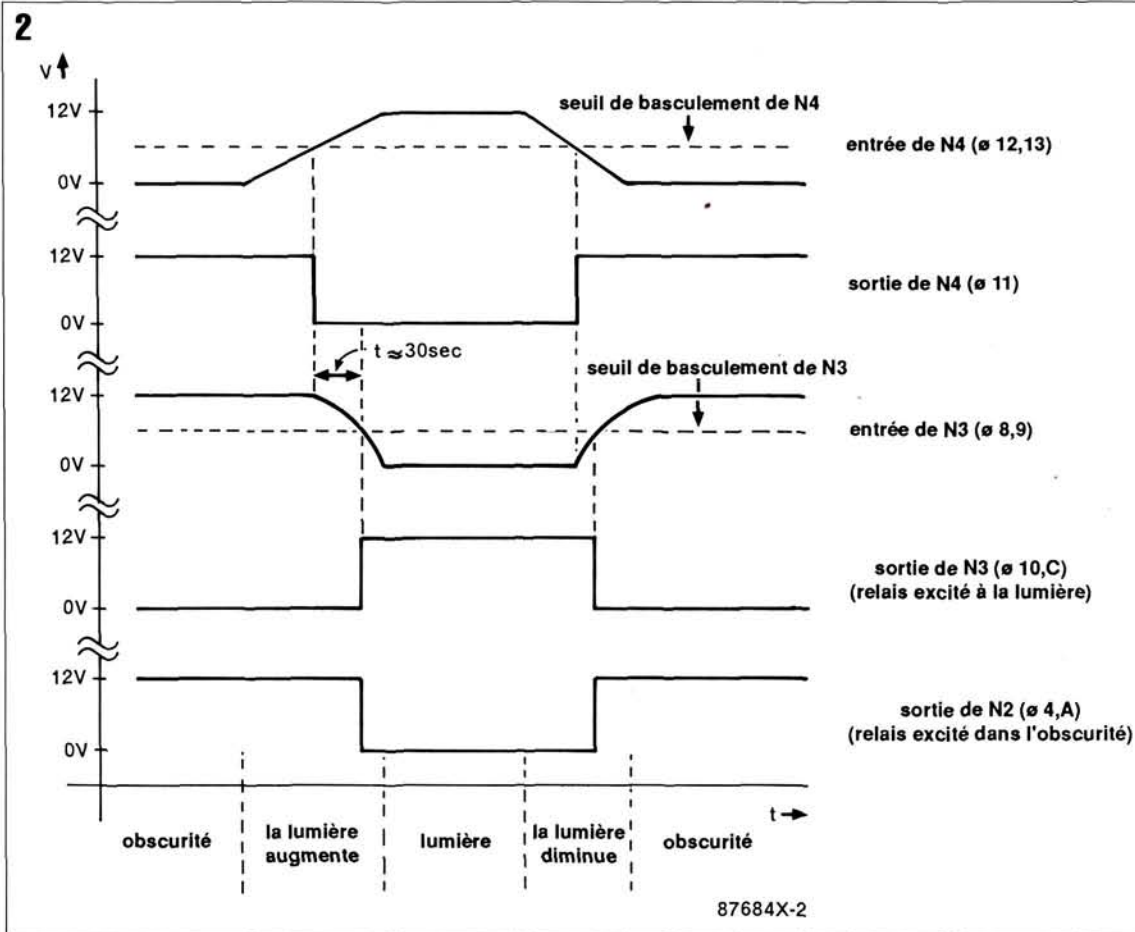 2
V
12V
0V
seuil de basculement de N4
entrée de N4 (ø 12,13)
12V
0V
sortie de N4 (ø 11)
t ≈30sec
12V
0V
seuil de basculement de N3
entrée de N3 (ø 8,9)
12V
0V
sortie de N3 (ø 10,C)
(relais excité à la lumière)
12V
0V
sortie de N2 (ø 4,A)
(relais excité dans l'obscurité)
t
obscurité
la lumière
augmente
lumière
la lumière
diminue
obscurité
87684X-2